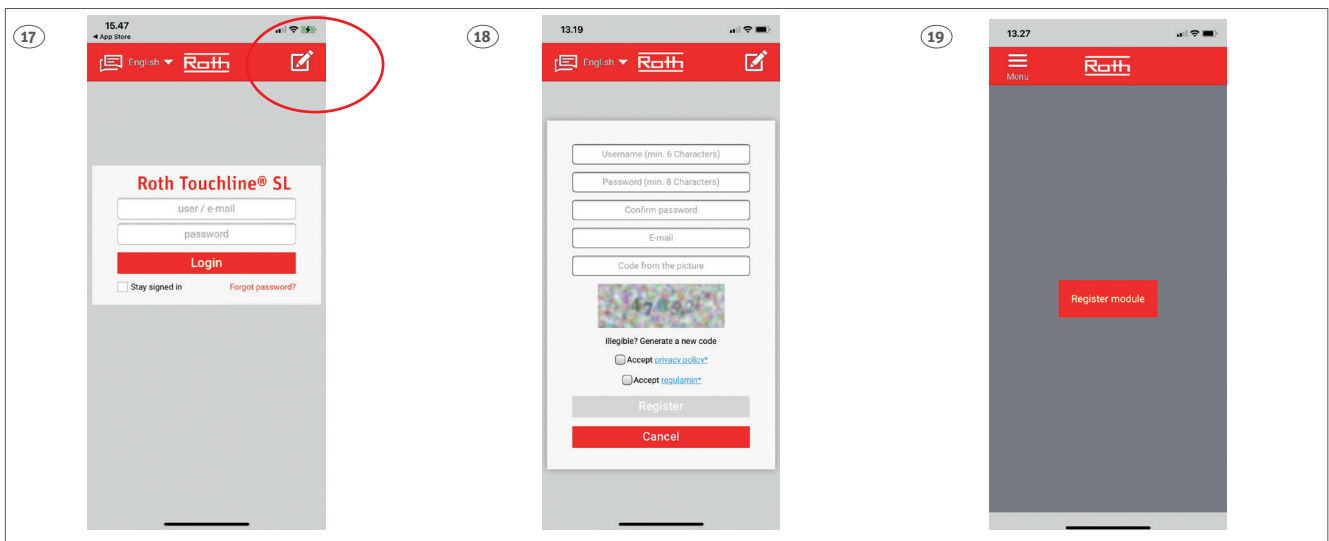 17
15.47
App Store
English
Roth
Roth Touchline® SL
user / e-mail
password
Login
Stay signed in
Forgot password?
18
13.19
English
Roth
Username (min. 6 Characters)
Password (min. 8 Characters)
Confirm password
E-mail
Code from the picture
Illegible? Generate a new code
Accept privacy policy*
Accept regulamin*
Register
Cancel
19
13.27
Menu
Roth
Register module